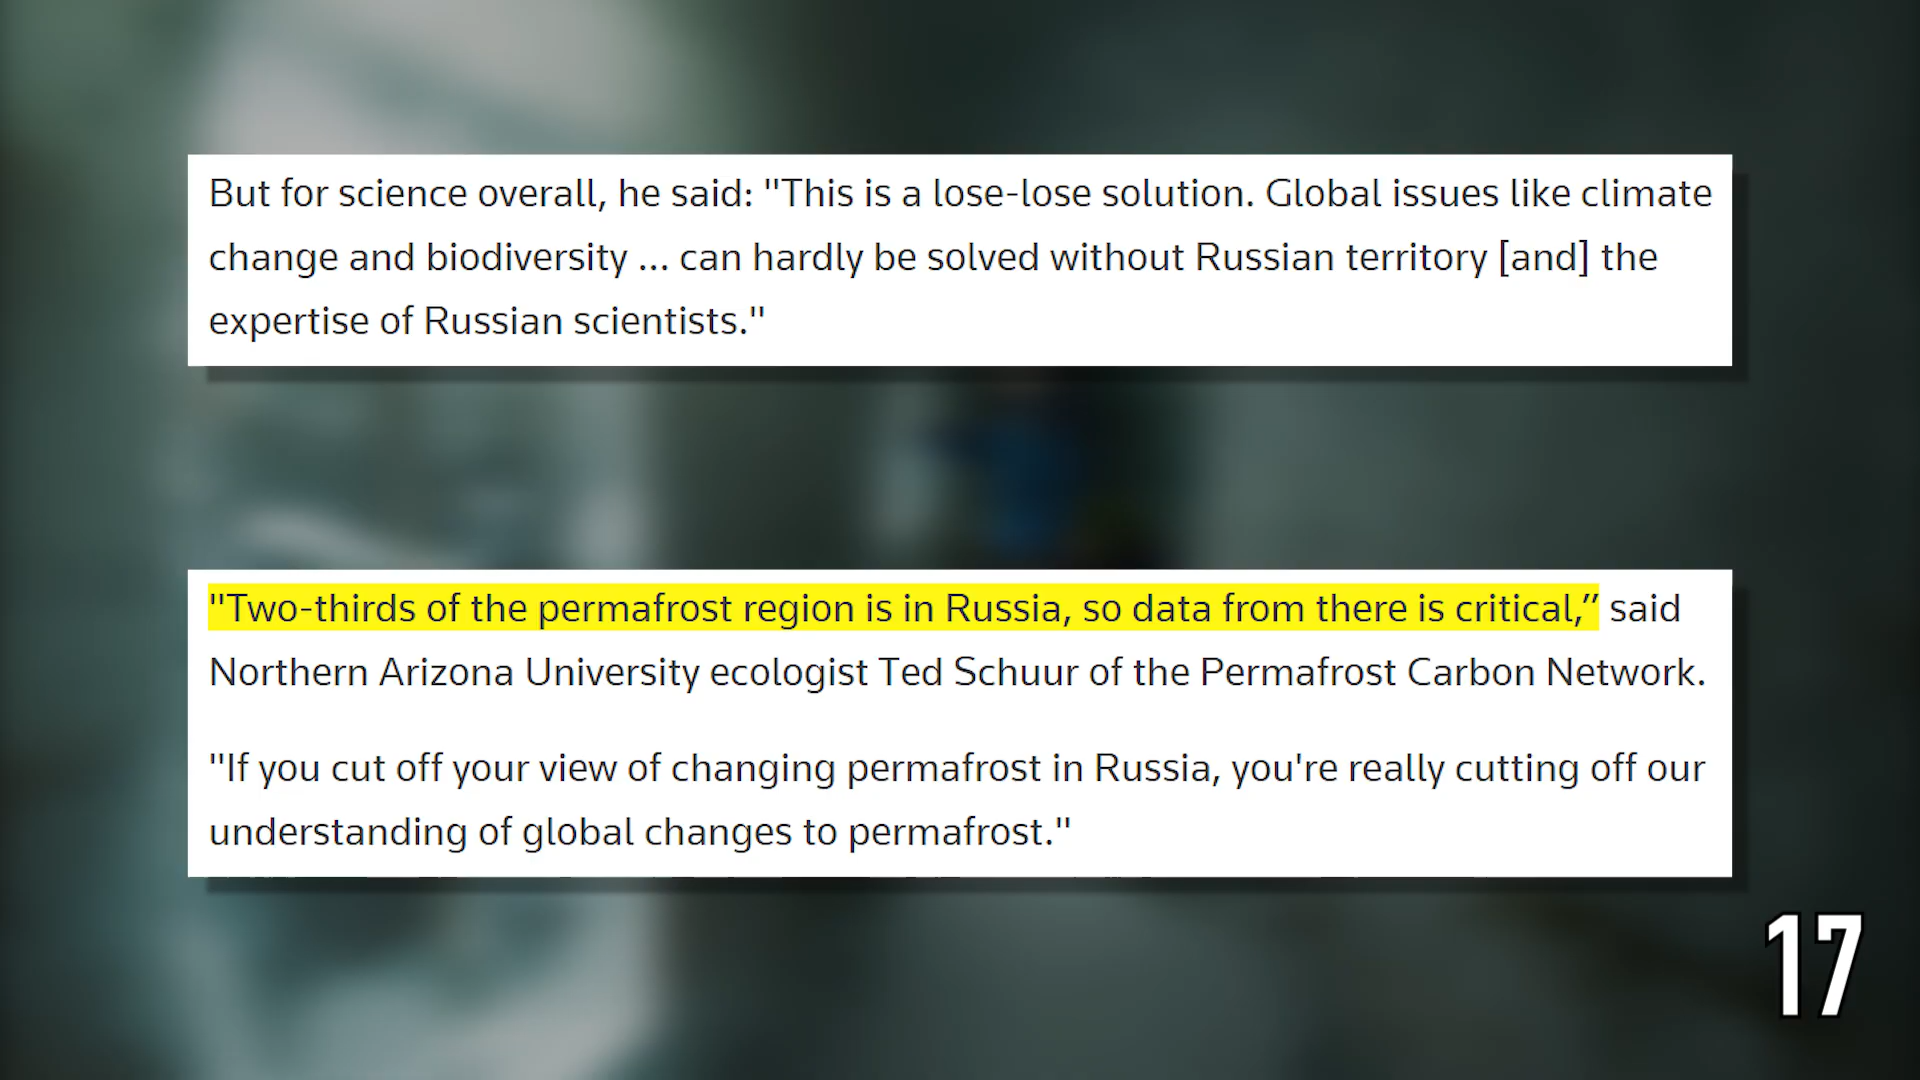 But for science overall, he said: "This is a lose-lose solution. Global issues like climate
change and biodiversity ... can hardly be solved without Russian territory [and] the
expertise of Russian scientists."
"Two-thirds of the permafrost region is in Russia, so data from there is critical,” said
Northern Arizona University ecologist Ted Schuur of the Permafrost Carbon Network.
"If you cut off your view of changing permafrost in Russia, you're really cutting off our
understanding of global changes to permafrost."
17